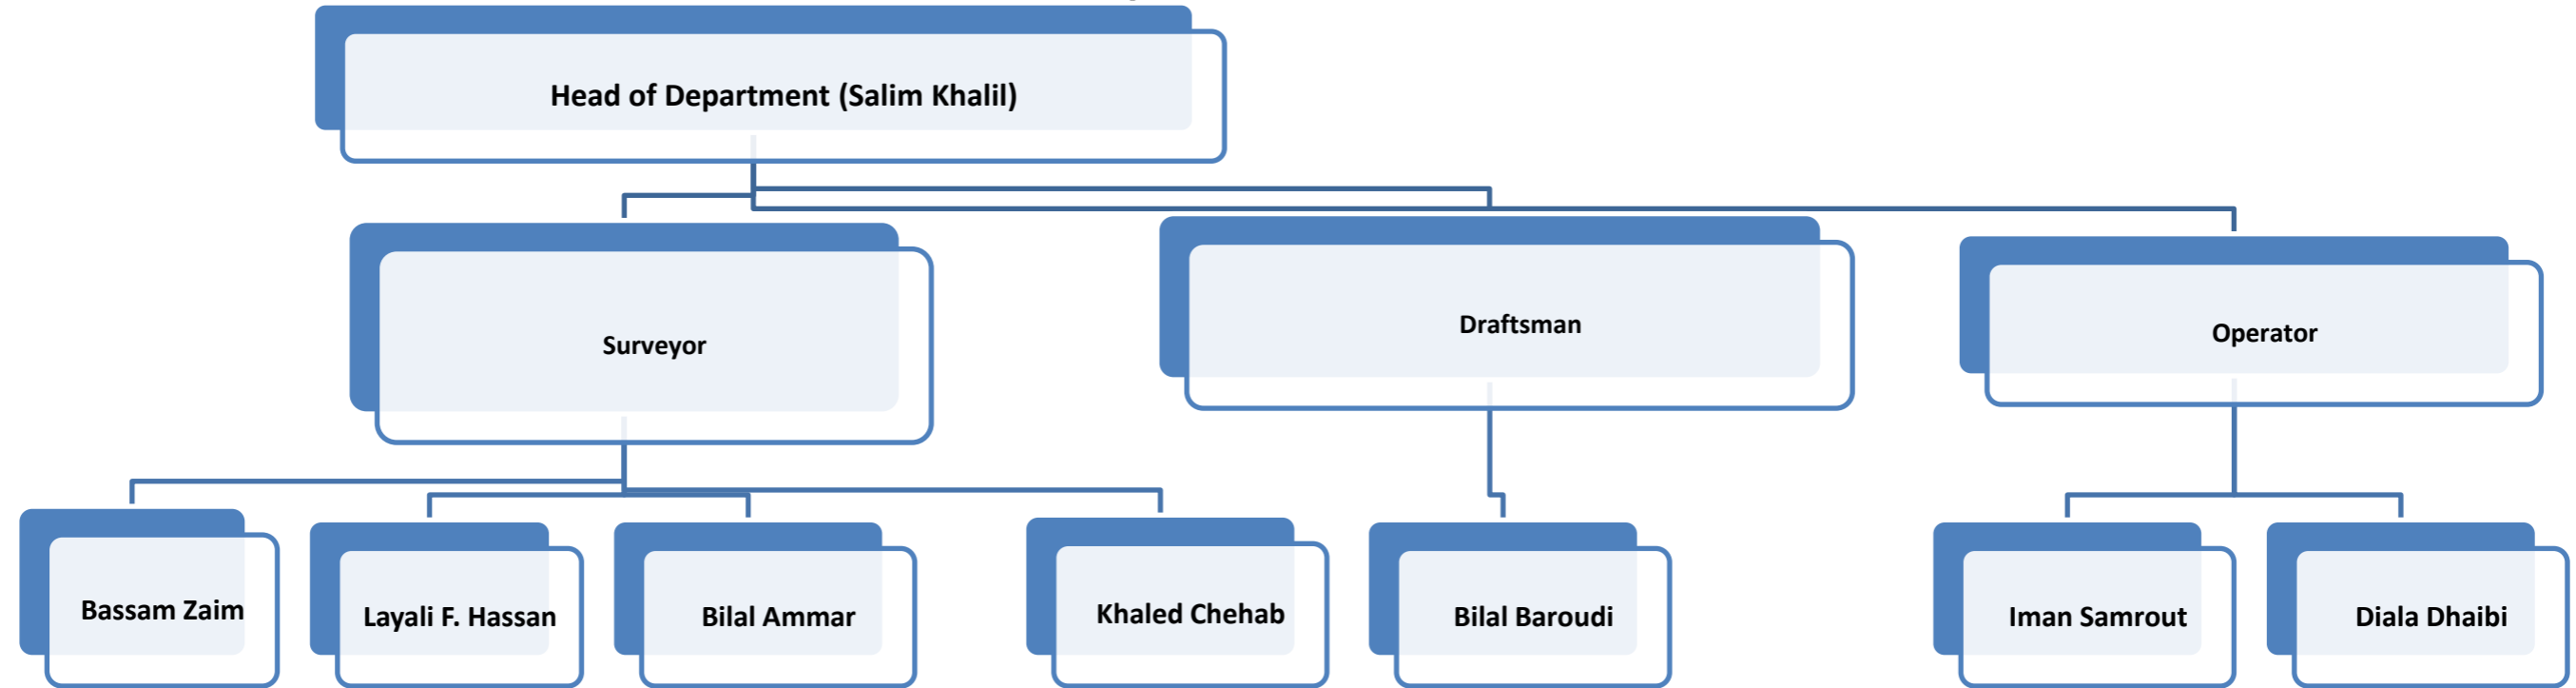 Head of Department (Salim Khalil)
Surveyor
Draftsman
Operator
Bassam Zaim
Layali F. Hassan
Bilal Ammar
Khaled Chehab
Bilal Baroudi
Iman Samrout
Diala Dhaibi